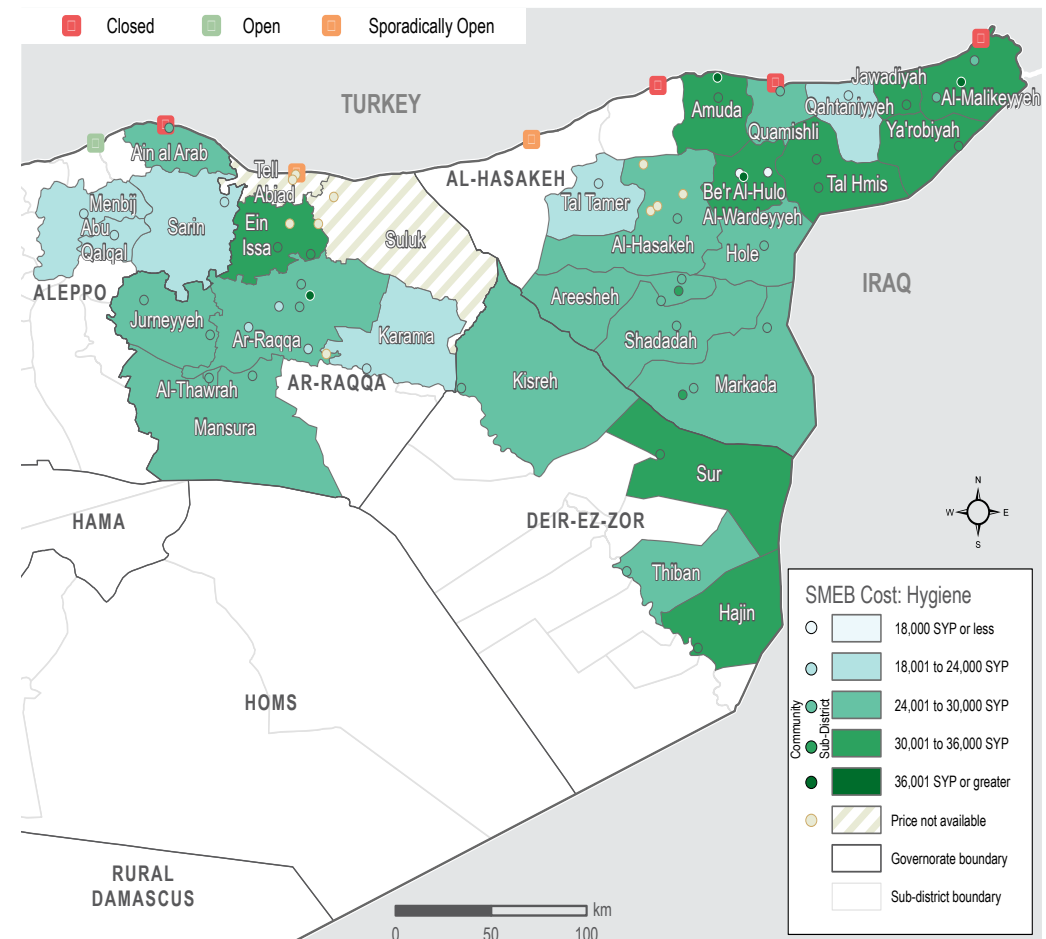 Closed
Open
Sporadically Open
TURKEY
Jawadiyah
Amuda
Qahtaniyyeh
Al-Malikeyyeh
Quamishli
Ya'robiyah
Ain al Arab
Tell
Abiad
AL-HASAKEH
Be'r Al-Hulo
Al-Wardeyyeh
Tal Hmis
Tal Tamer
Menbij
Abu
Qalqal
Sarin
Ein
Issa
Suluk
Al-Hasakeh
Hole
IRAQ
ALEPPO
Areesheh
Jurneyyeh
Ar-Raqqa
Karama
Shadadah
AR-RAQQA
Kisreh
Markada
Al-Thawrah
Mansura
Sur
HAMA
DEIR-EZ-ZOR
N
W
E
S
Thiban
Hajin
HOMS
RURAL
DAMASCUS
SMEB Cost: Hygiene
18,000 SYP or less
18,001 to 24,000 SYP
24,001 to 30,000 SYP
30,001 to 36,000 SYP
36,001 SYP or greater
Price not available
Governorate boundary
Sub-district boundary
Community
Sub-District
km
0 50 100